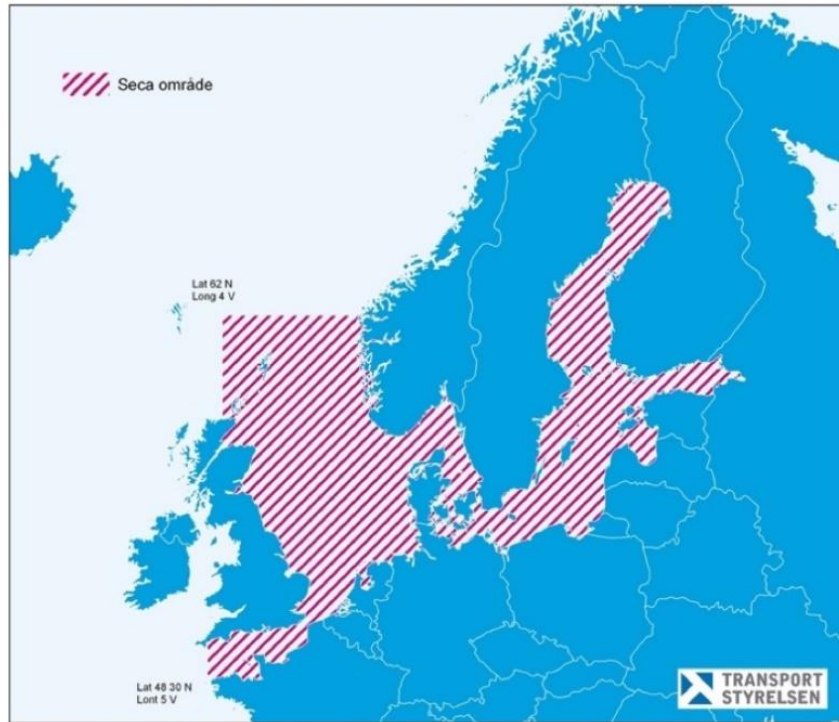 Seca område
Lat 62 N
Long 4 V
Lat 48 30 N
Lont 5 V
TRANSPORT
STYRELSEN